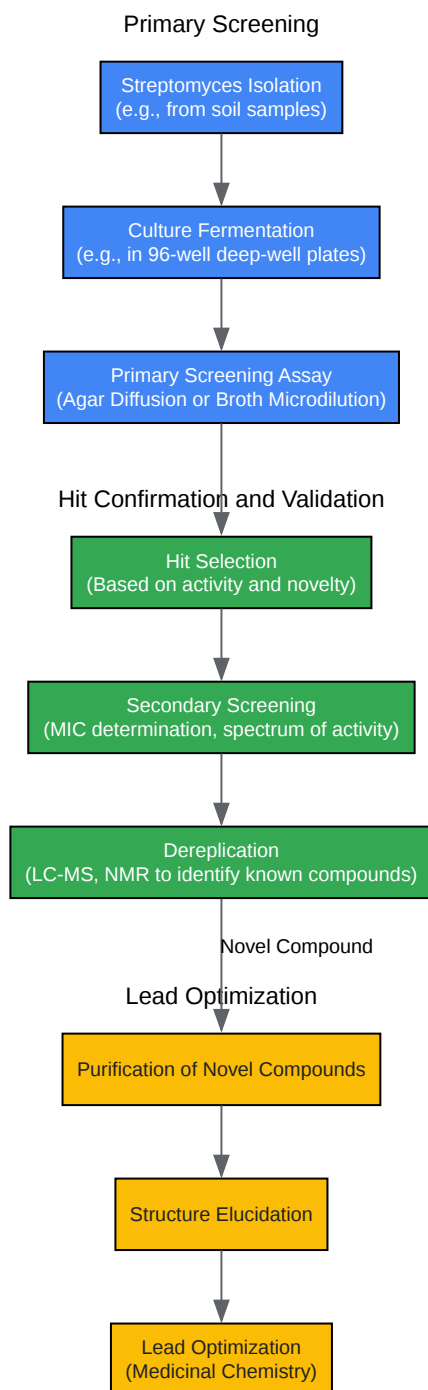 Primary Screening
Streptomyces Isolation
(e.g., from soil samples)
Culture Fermentation
(e.g., in 96-well deep-well plates)
Primary Screening Assay
(Agar Diffusion or Broth Microdilution)
Hit Confirmation and Validation
Hit Selection
(Based on activity and novelty)
Secondary Screening
(MIC determination, spectrum of activity)
Dereplication
(LC-MS, NMR to identify known compounds)
Novel Compound
Lead Optimization
Purification of Novel Compounds
Structure Elucidation
Lead Optimization
(Medicinal Chemistry)